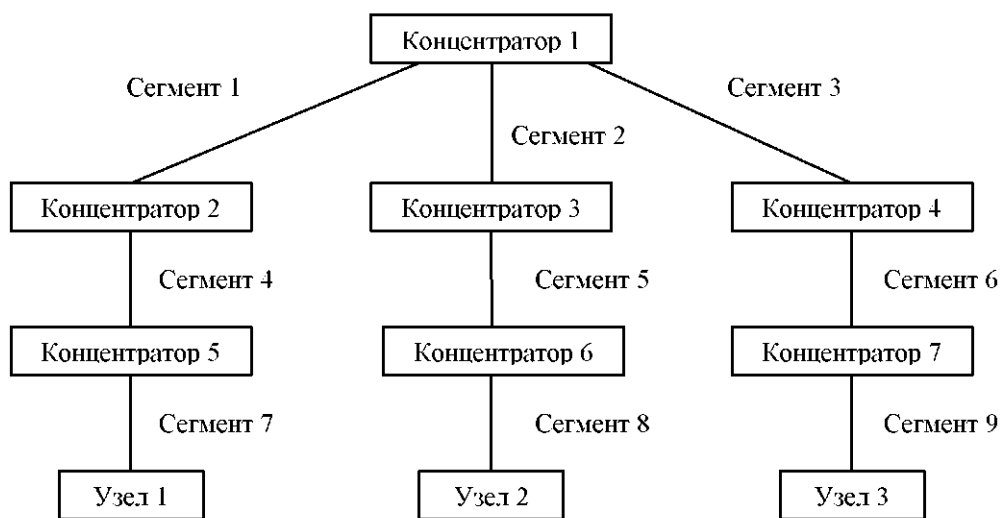 Концентратор 1
Сегмент 1
Сегмент 3
Сегмент 2
Концентратор 2
Концентратор 3
Концентратор 4
Сегмент 4
Сегмент 5
Сегмент 6
Концентратор 5
Концентратор 6
Концентратор 7
Сегмент 7
Сегмент 8
Сегмент 9
Узел 1
Узел 2
Узел 3